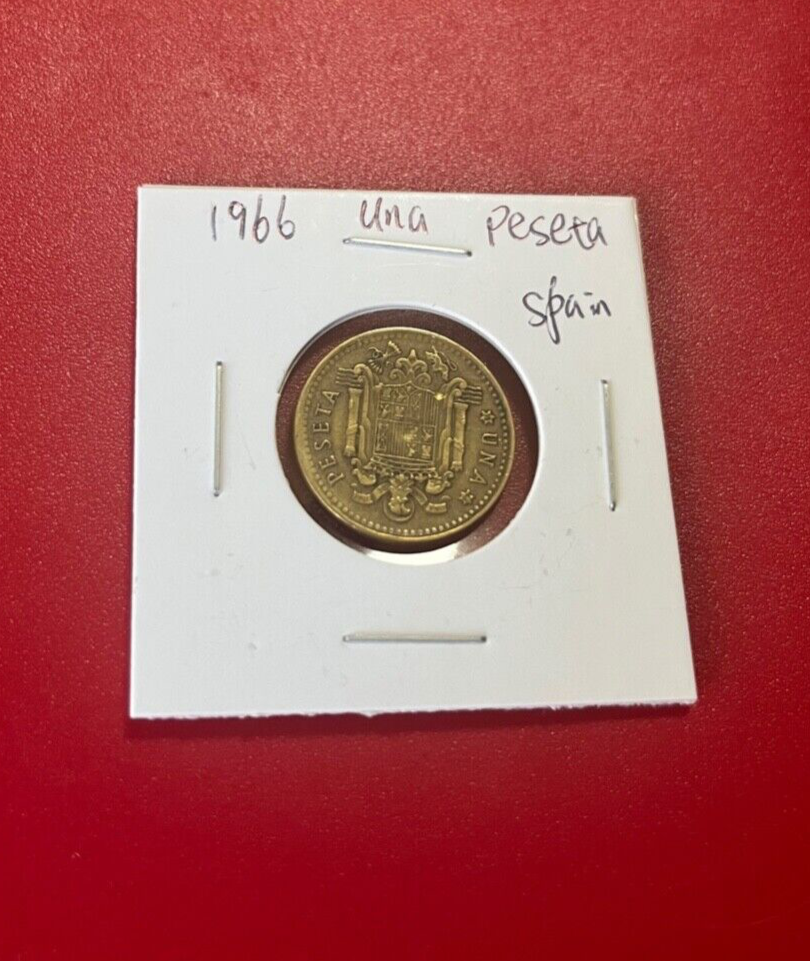 1966 una peseta
spain
PESETA
* UNA *